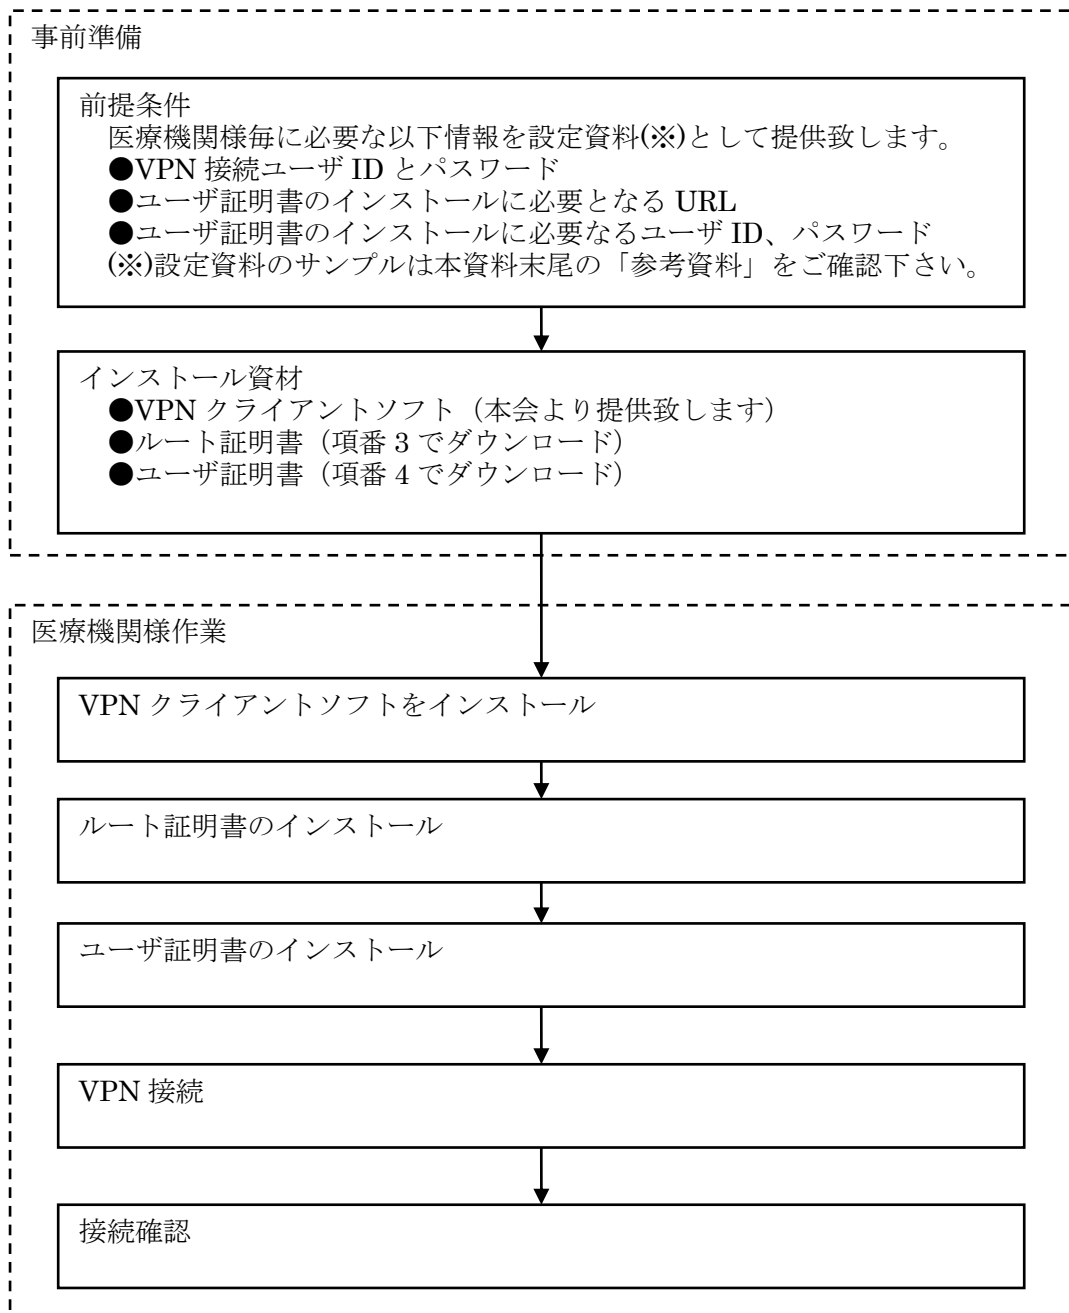 事前準備
前提条件
医療機関様毎に必要な以下情報を設定資料(※)として提供致します。
●VPN 接続ユーザ ID とパスワード
●ユーザ証明書のインストールに必要となる URL
●ユーザ証明書のインストールに必要なるユーザ ID、パスワード
(※)設定資料のサンプルは本資料末尾の「参考資料」をご確認下さい。
インストール資材
●VPN クライアントソフト（本会より提供致します）
●ルート証明書（項番 3 でダウンロード）
●ユーザ証明書（項番 4 でダウンロード）
医療機関様作業
VPN クライアントソフトをインストール
ルート証明書のインストール
ユーザ証明書のインストール
VPN 接続
接続確認